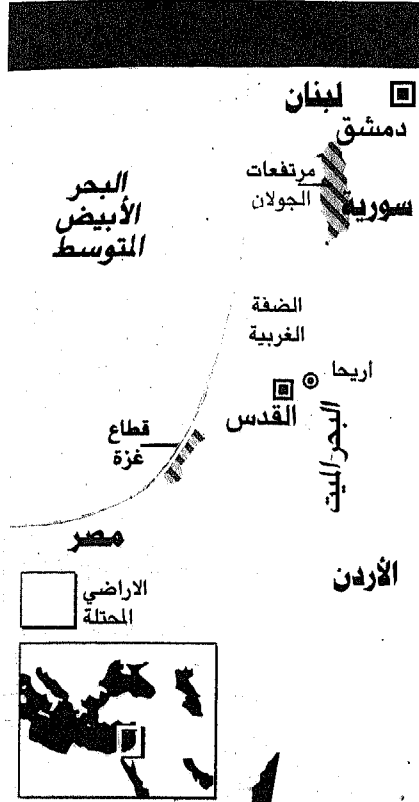 لبنان
دمشق
مرتفعات
الجولان
سورية
البحر
الأبيض
المتوسط
الضفة
الغربية
أريحا
القدس
البحر الميت
قطاع
غزة
مصر
الأردن
الاراضي
المحتلة